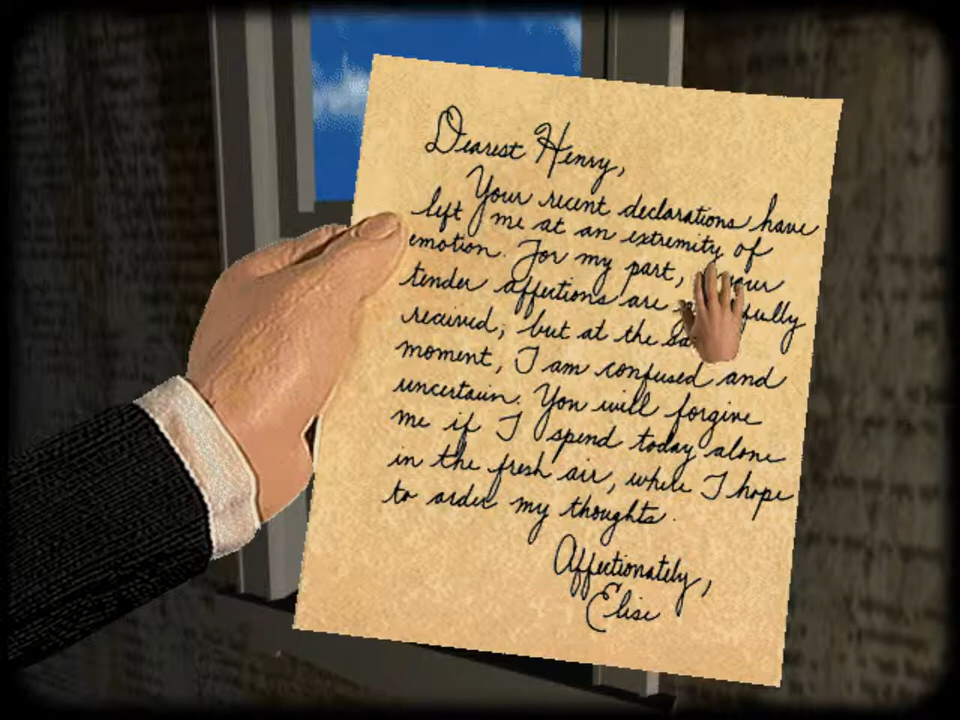 Dearest Henry,
Your recent declarations have
left me at an extremity of
emotion. For my part, your
tender affections are
received; but at the
moment, I am confused and
uncertain. You will forgive
me if I spend today alone
in the fresh air, where I hope
to order my thoughts.
Affectionately,
Elise